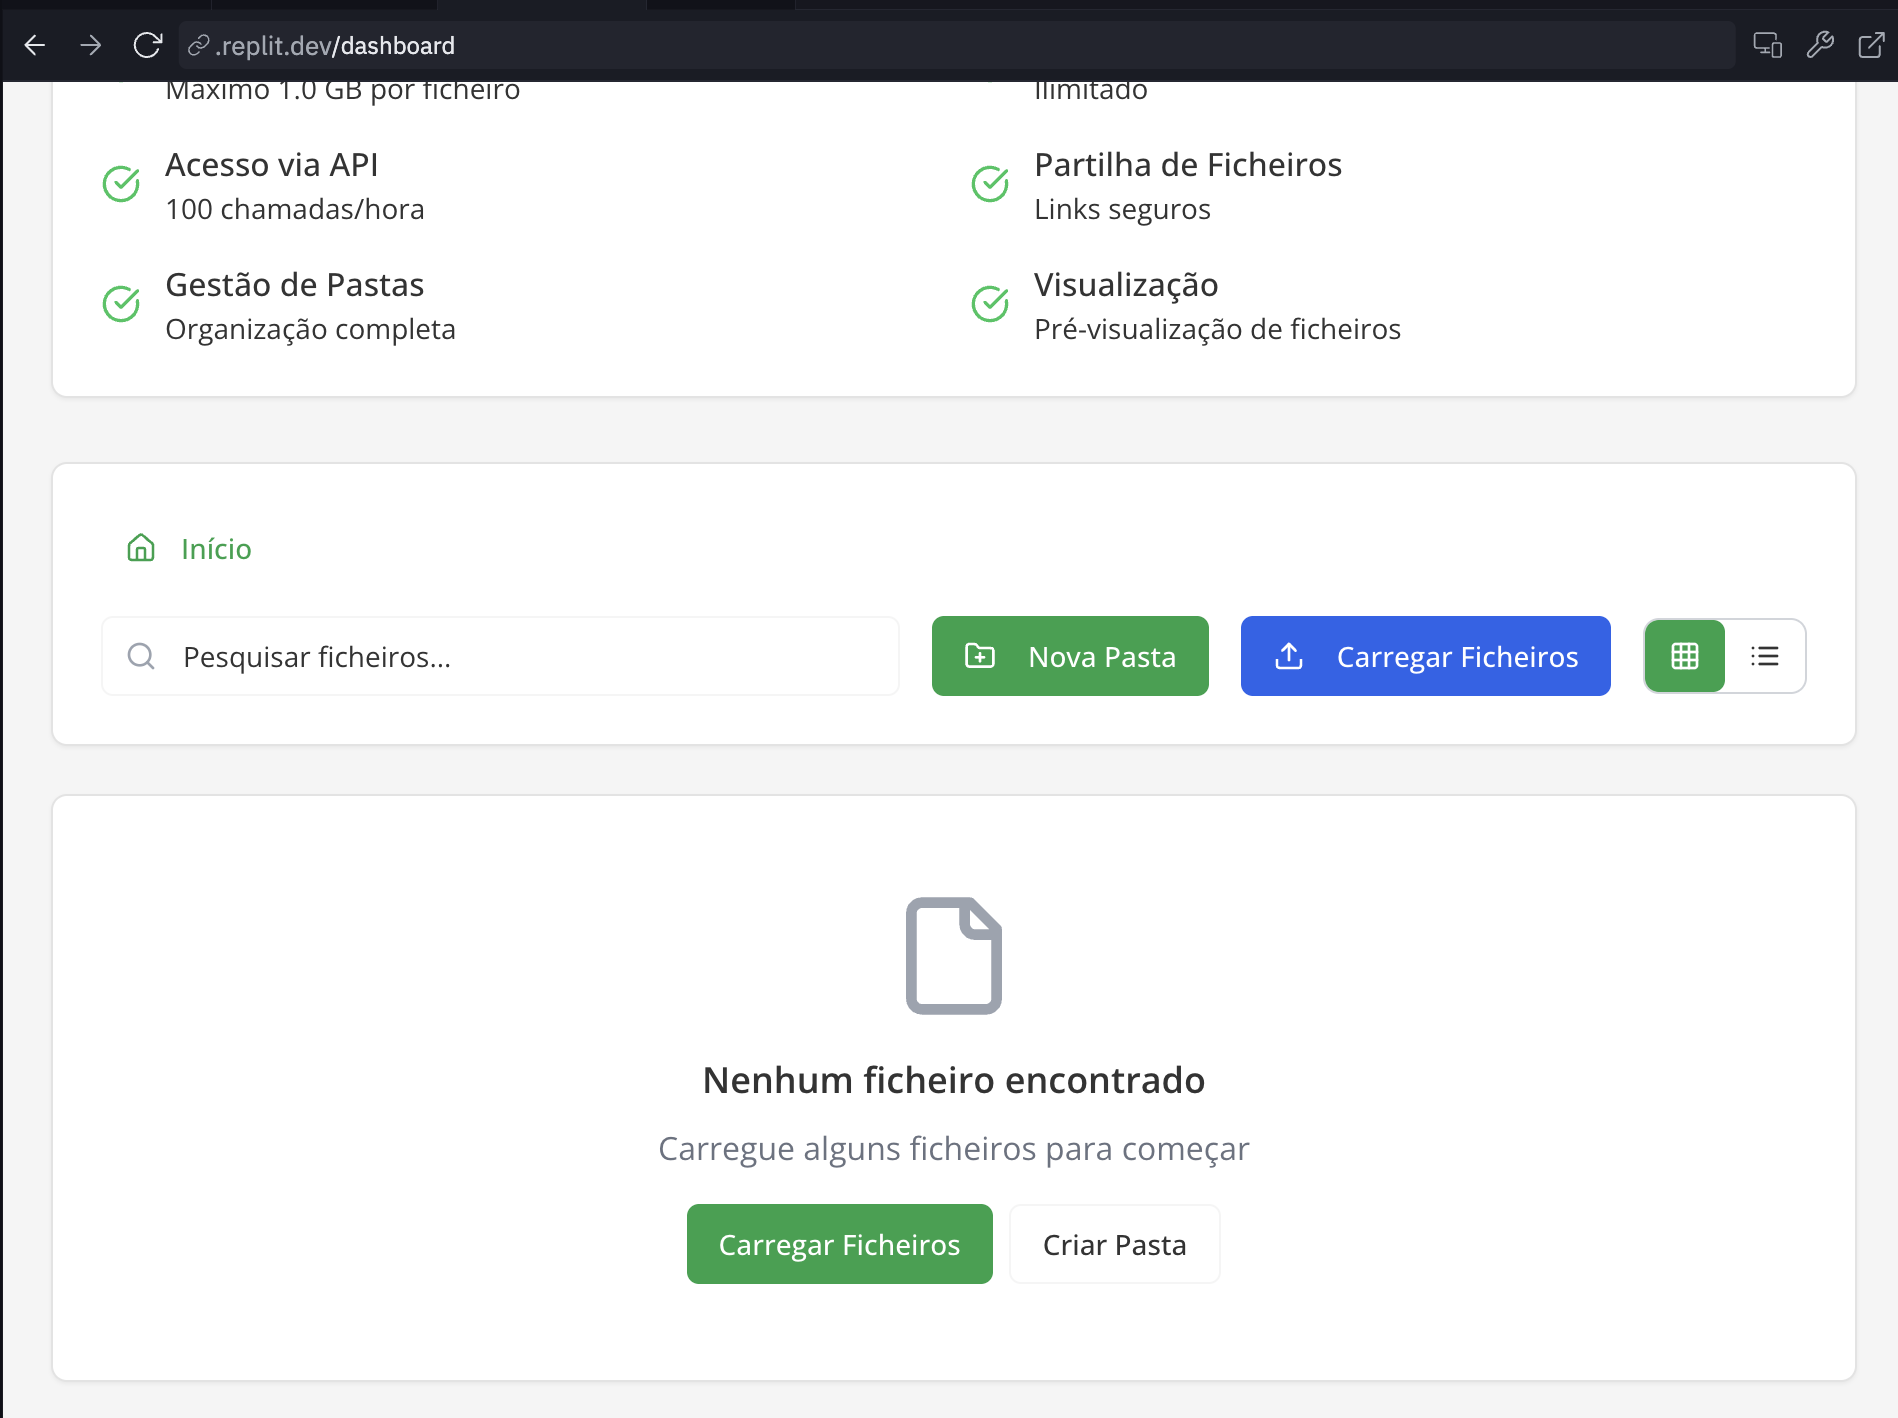 .replit.dev/dashboard
Máximo 1.0 GB por ficheiro
Ilimitado
Acesso via API
100 chamadas/hora
Partilha de Ficheiros
Links seguros
Gestão de Pastas
Organização completa
Visualização
Pré-visualização de ficheiros
Início
Pesquisar ficheiros...
Nova Pasta
Carregar Ficheiros
Nenhum ficheiro encontrado
Carregue alguns ficheiros para começar
Carregar Ficheiros
Criar Pasta